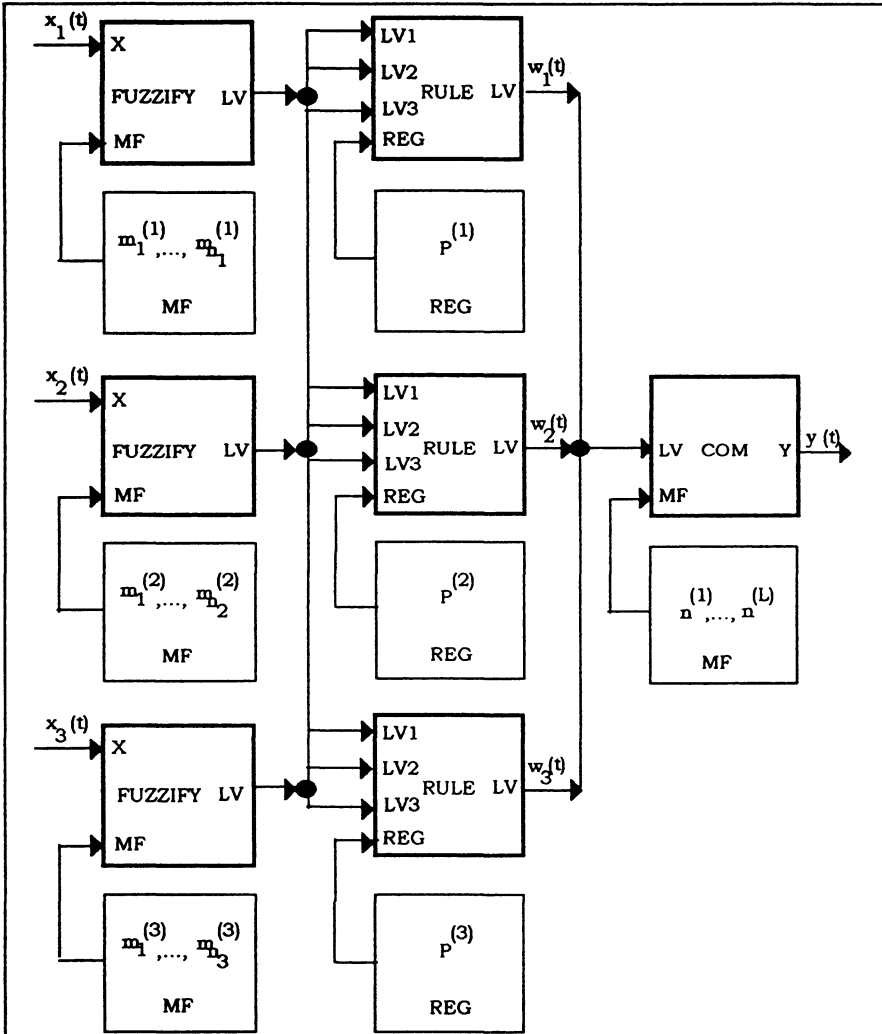 x₁(t)
X
FUZZIFY LV
MF
m₁⁽¹⁾,..., mₙ₁⁽¹⁾
MF
LV1
LV2
LV3
REG
RULE LV
w₁(t)
P⁽¹⁾
REG
x₂(t)
X
FUZZIFY LV
MF
m₁⁽²⁾,..., mₙ₂⁽²⁾
MF
LV1
LV2
LV3
REG
RULE LV
w₂(t)
P⁽²⁾
REG
LV COM Y
MF
y(t)
n⁽¹⁾,..., n⁽ᴸ⁾
MF
x₃(t)
X
FUZZIFY LV
MF
m₁⁽³⁾,..., mₙ₃⁽³⁾
MF
LV1
LV2
LV3
REG
RULE LV
w₃(t)
P⁽³⁾
REG